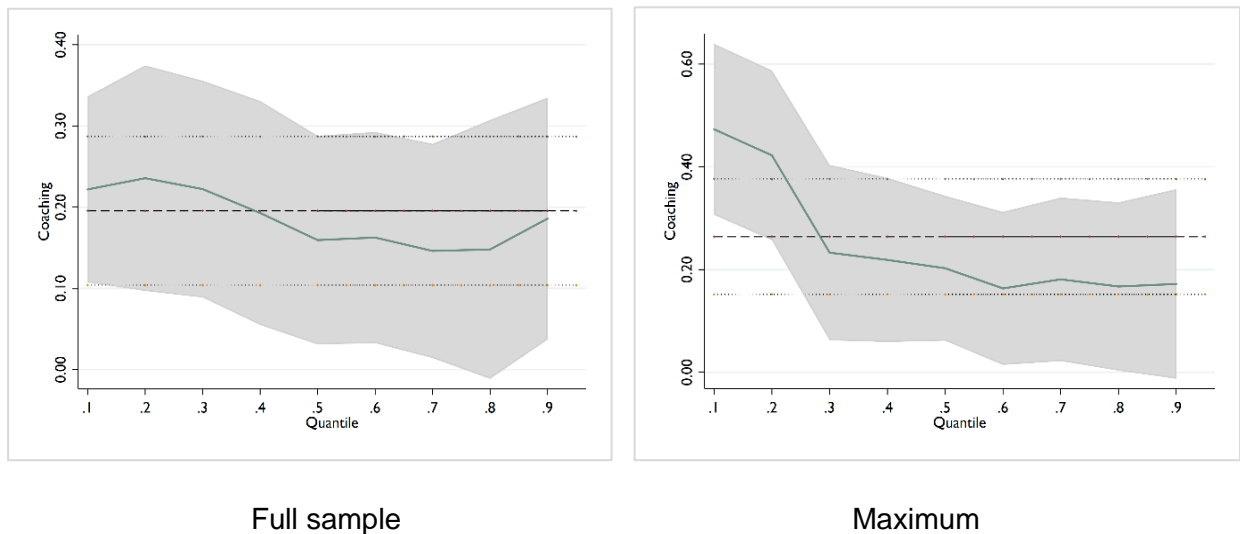 0.40
0.30
0.20
0.10
0.00
Coaching
.1 .2 .3 .4 .5 .6 .7 .8 .9
Quantile
Full sample
0.60
0.40
0.20
0.00
Coaching
.1 .2 .3 .4 .5 .6 .7 .8 .9
Quantile
Maximum